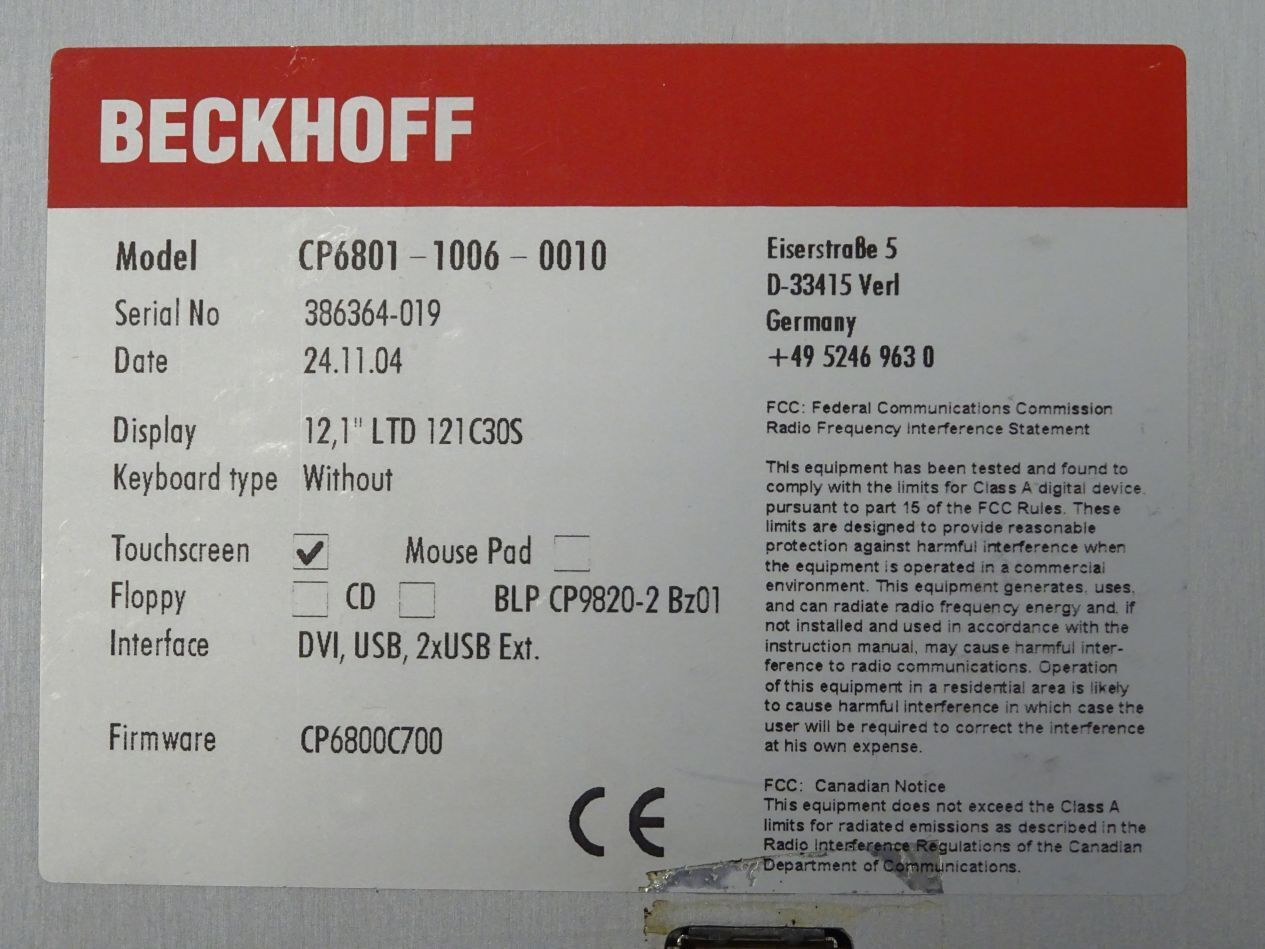 BECKHOFF
Model CP6801 – 1006 – 0010
Serial No 386364-019
Date 24.11.04
Display 12,1" LTD 121C30S
Keyboard type Without
Touchscreen ✔ Mouse Pad
Floppy CD BLP CP9820-2 Bz01
Interface DVI, USB, 2xUSB Ext.
Firmware CP6800C700
CE
Eiserstraße 5
D-33415 Verl
Germany
+49 5246 963 0
FCC: Federal Communications Commission
Radio Frequency Interference Statement
This equipment has been tested and found to
comply with the limits for Class A digital device,
pursuant to part 15 of the FCC Rules. These
limits are designed to provide reasonable
protection against harmful interference when
the equipment is operated in a commercial
environment. This equipment generates, uses,
and can radiate radio frequency energy and, if
not installed and used in accordance with the
instruction manual, may cause harmful inter-
ference to radio communications. Operation
of this equipment in a residential area is likely
to cause harmful interference in which case the
user will be required to correct the interference
at his own expense.
FCC: Canadian Notice
This equipment does not exceed the Class A
limits for radiated emissions as described in the
Radio Interference Regulations of the Canadian
Department of Communications.